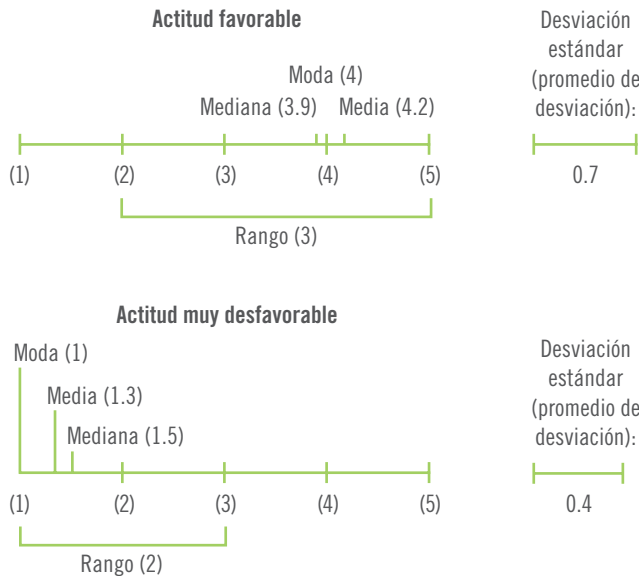 Actitud favorable
Moda (4)
Mediana (3.9)
Media (4.2)
(1)
(2)
(3)
(4)
(5)
Rango (3)
Desviación
estándar
(promedio de
desviación):
0.7
Actitud muy desfavorable
Moda (1)
Media (1.3)
Mediana (1.5)
(1)
(2)
(3)
(4)
(5)
Rango (2)
Desviación
estándar
(promedio de
desviación):
0.4